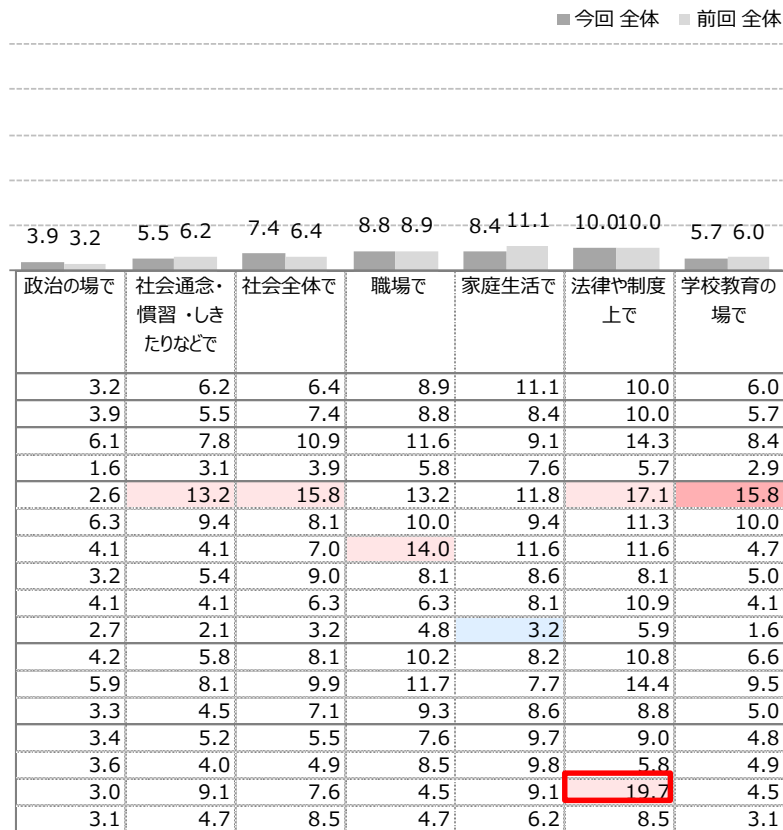 ■今回 全体 ■前回 全体
3.9 3.2 5.5 6.2 7.4 6.4 8.8 8.9 8.4 11.1 10.0 10.0 5.7 6.0
政治の場で 社会通念・ 社会全体で 職場で 家庭生活で 法律や制度 学校教育の
慣習 ・しき 上で 場で
たりなどで
3.2 6.2 6.4 8.9 11.1 10.0 6.0
3.9 5.5 7.4 8.8 8.4 10.0 5.7
6.1 7.8 10.9 11.6 9.1 14.3 8.4
1.6 3.1 3.9 5.8 7.6 5.7 2.9
2.6 13.2 15.8 13.2 11.8 17.1 15.8
6.3 9.4 8.1 10.0 9.4 11.3 10.0
4.1 4.1 7.0 14.0 11.6 11.6 4.7
3.2 5.4 9.0 8.1 8.6 8.1 5.0
4.1 4.1 6.3 6.3 8.1 10.9 4.1
2.7 2.1 3.2 4.8 3.2 5.9 1.6
4.2 5.8 8.1 10.2 8.2 10.8 6.6
5.9 8.1 9.9 11.7 7.7 14.4 9.5
3.3 4.5 7.1 9.3 8.6 8.8 5.0
3.4 5.2 5.5 7.6 9.7 9.0 4.8
3.6 4.0 4.9 8.5 9.8 5.8 4.9
3.0 9.1 7.6 4.5 9.1 19.7 4.5
3.1 4.7 8.5 4.7 6.2 8.5 3.1